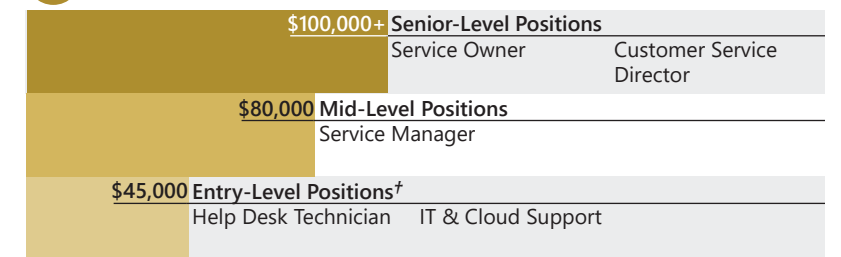 $100,000+ Senior-Level Positions
Service Owner Customer Service
Director
$80,000 Mid-Level Positions
Service Manager
$45,000 Entry-Level Positions†
Help Desk Technician IT & Cloud Support